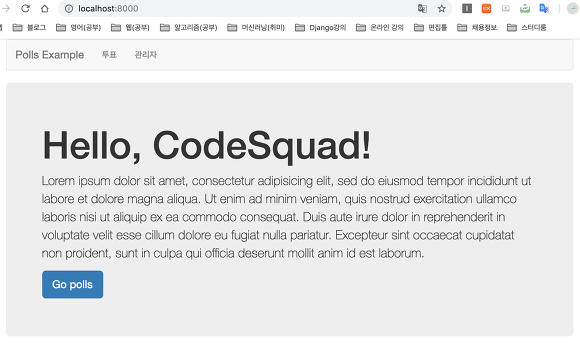 localhost:8000
블로그 영어(공부) 웹(공부) 알고리즘(공부) 머신러닝(취미) Django강의 온라인 강의 편집툴 채용정보 스터디룸
Polls Example 투표 관리자
Hello, CodeSquad!
Lorem ipsum dolor sit amet, consectetur adipisicing elit, sed do eiusmod tempor incididunt ut
labore et dolore magna aliqua. Ut enim ad minim veniam, quis nostrud exercitation ullamco
laboris nisi ut aliquip ex ea commodo consequat. Duis aute irure dolor in reprehenderit in
voluptate velit esse cillum dolore eu fugiat nulla pariatur. Excepteur sint occaecat cupidatat
non proident, sunt in culpa qui officia deserunt mollit anim id est laborum.
Go polls